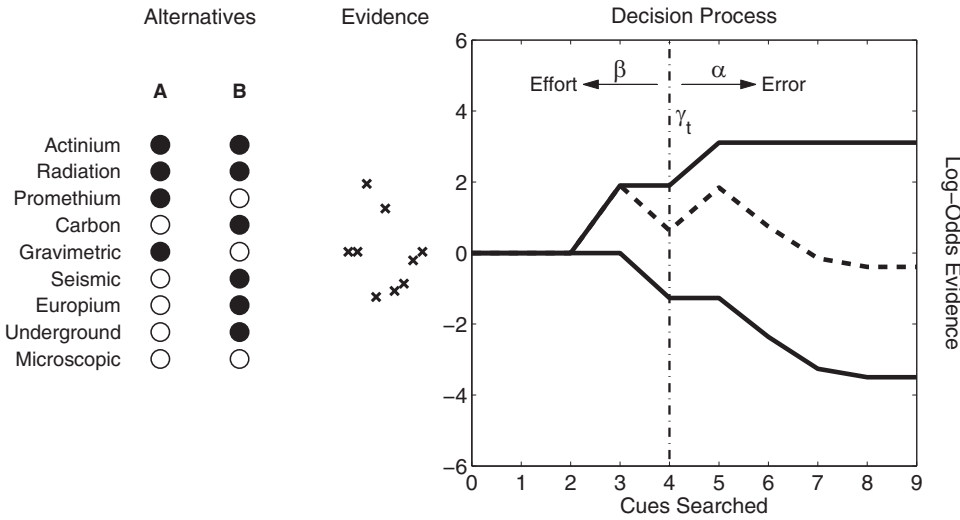 Alternatives
Evidence
Decision Process
A B
Actinium
Radiation
Promethium
Carbon
Gravimetric
Seismic
Europium
Underground
Microscopic
6
4
2
0
−2
−4
−6
Effort β α Error
γt
0 1 2 3 4 5 6 7 8 9
Cues Searched
Log−Odds Evidence